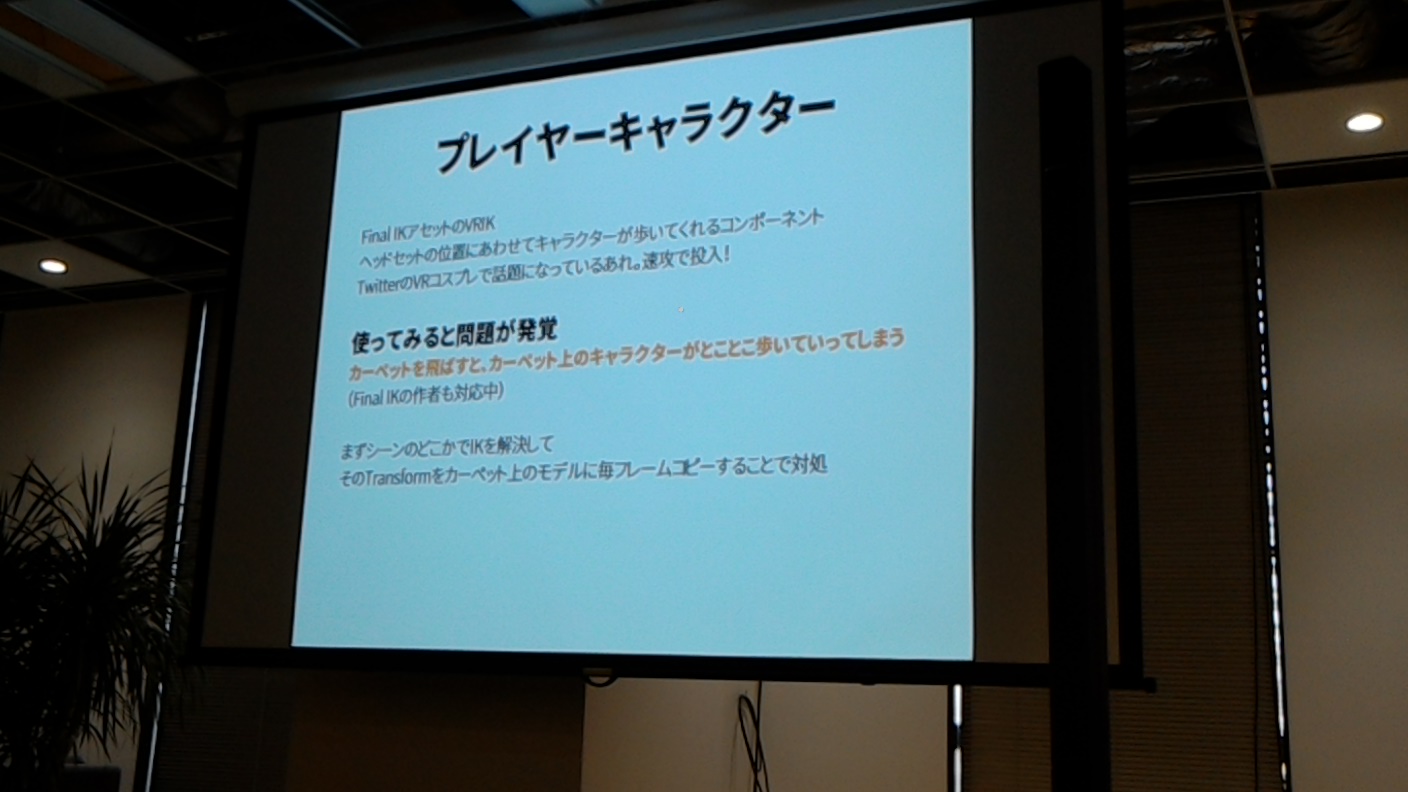 プレイヤーキャラクター
Final IKアセットのVRIK
ヘッドセットの位置にあわせてキャラクターが歩いてくれるコンポーネント
TwitterのVRコスプレで話題になっているあれ。速攻で投入！
使ってみると問題が発覚
カーペットを飛ばすと、カーペット上のキャラクターがとことこ歩いていってしまう
（Final IKの作者も対応中）
まずシーンのどこかでIKを解決して
そのTransformをカーペット上のモデルに毎フレームコピーすることで対処